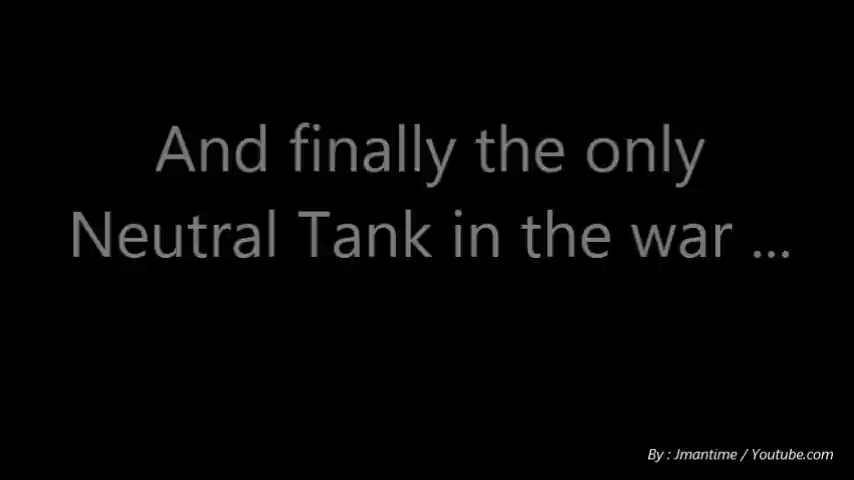 And finally the only
Neutral Tank in the war ...
By : Jmantime / Youtube.com